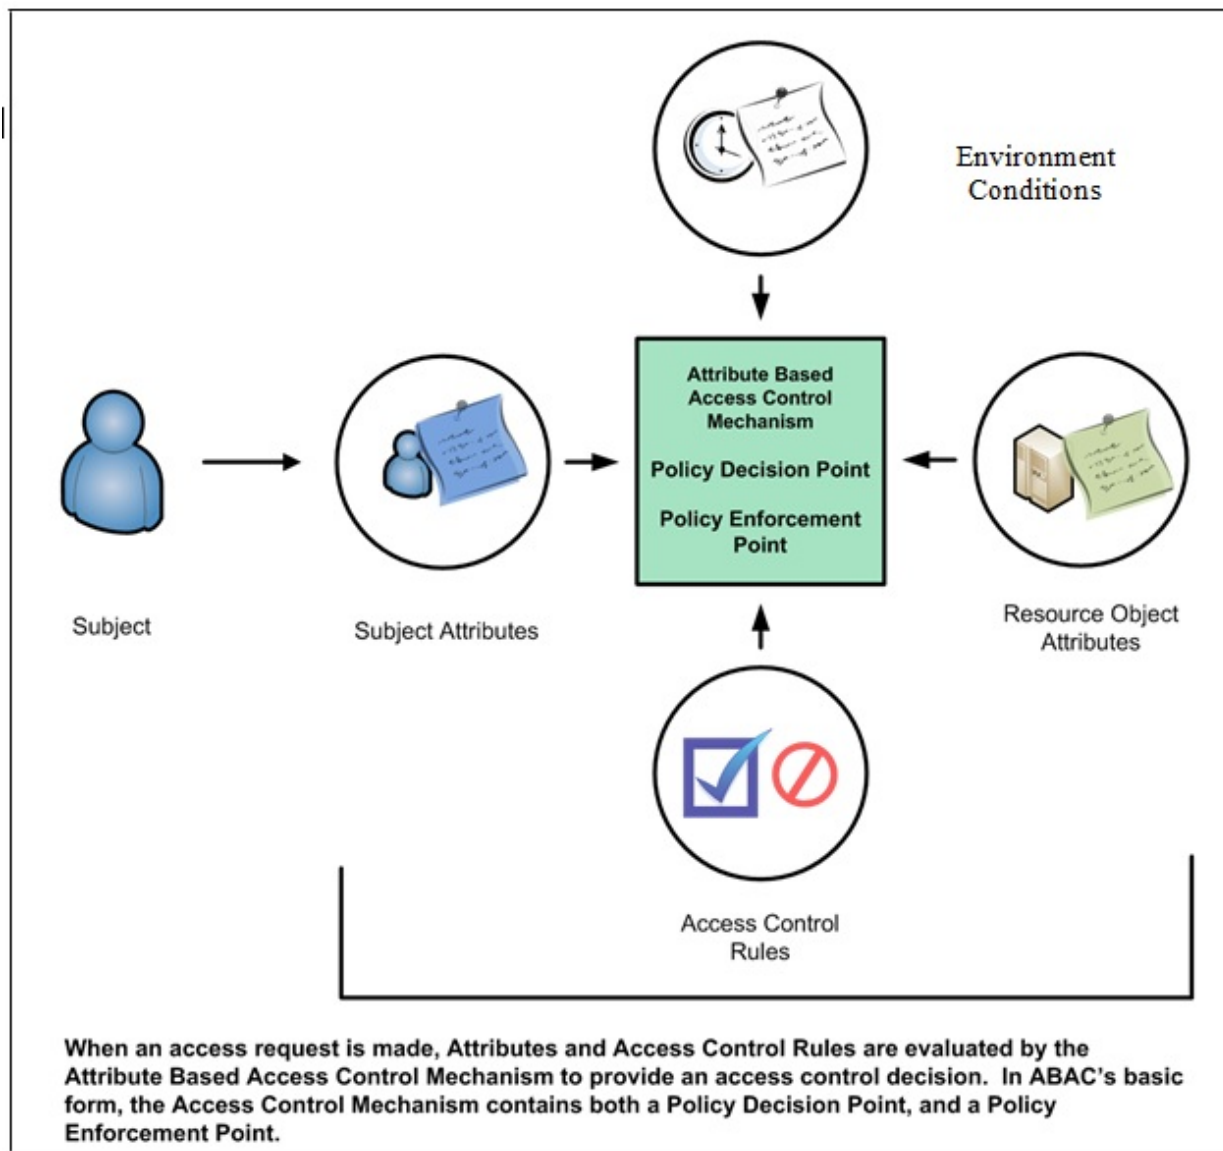 Environment
Conditions
Attribute Based
Access Control
Mechanism
Policy Decision Point
Policy Enforcement
Point
Subject
Subject Attributes
Resource Object
Attributes
Access Control
Rules
When an access request is made, Attributes and Access Control Rules are evaluated by the
Attribute Based Access Control Mechanism to provide an access control decision.  In ABAC's basic
form, the Access Control Mechanism contains both a Policy Decision Point, and a Policy
Enforcement Point.